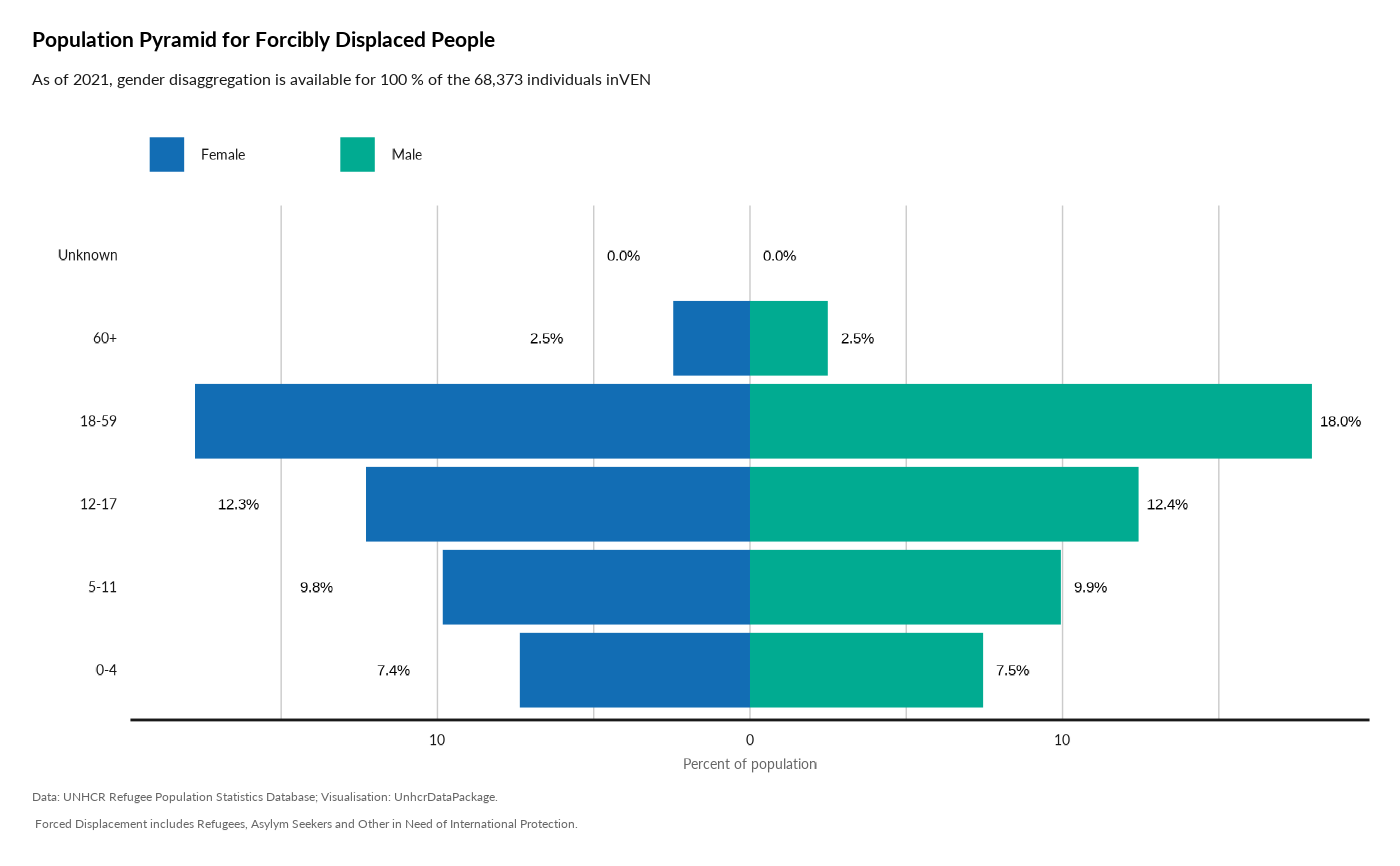 Population Pyramid for Forcibly Displaced People
As of 2021, gender disaggregation is available for 100 % of the 68,373 individuals inVEN
Female Male
Unknown 0.0% 0.0%
60+ 2.5% 2.5%
18-59 18.0%
12-17 12.3% 12.4%
5-11 9.8% 9.9%
0-4 7.4% 7.5%
10 0 10
Percent of population
Data: UNHCR Refugee Population Statistics Database; Visualisation: UnhcrDataPackage.
Forced Displacement includes Refugees, Asylym Seekers and Other in Need of International Protection.